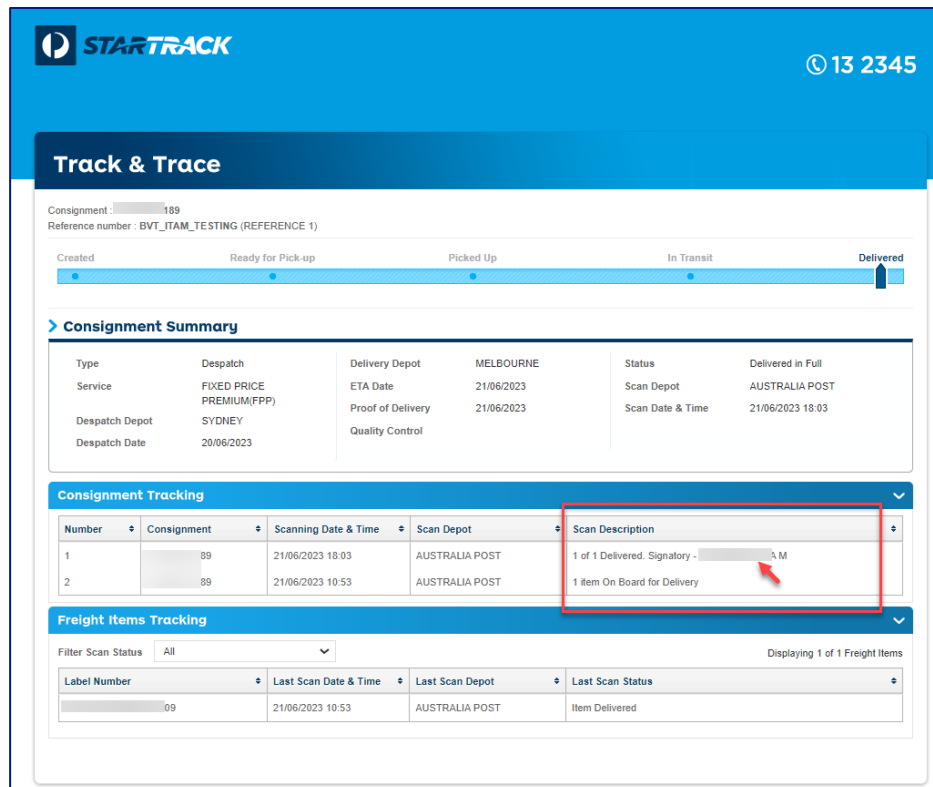 STARTRACK
13 2345
Track & Trace
Consignment : 189
Reference number : BVT_ITAM_TESTING (REFERENCE 1)
Created Ready for Pick-up Picked Up In Transit Delivered
Consignment Summary
Type Despatch Delivery Depot MELBOURNE Status Delivered in Full
Service FIXED PRICE ETA Date 21/06/2023 Scan Depot AUSTRALIA POST
PREMIUM(FPP)
Proof of Delivery 21/06/2023 Scan Date & Time 21/06/2023 18:03
Despatch Depot SYDNEY
Quality Control
Despatch Date 20/06/2023
Consignment Tracking
Number Consignment Scanning Date & Time Scan Depot Scan Description
1 89 21/06/2023 18:03 AUSTRALIA POST 1 of 1 Delivered. Signatory - A M
2 89 21/06/2023 10:53 AUSTRALIA POST 1 item On Board for Delivery
Freight Items Tracking
Filter Scan Status All Displaying 1 of 1 Freight Items
Label Number Last Scan Date & Time Last Scan Depot Last Scan Status
09 21/06/2023 10:53 AUSTRALIA POST Item Delivered